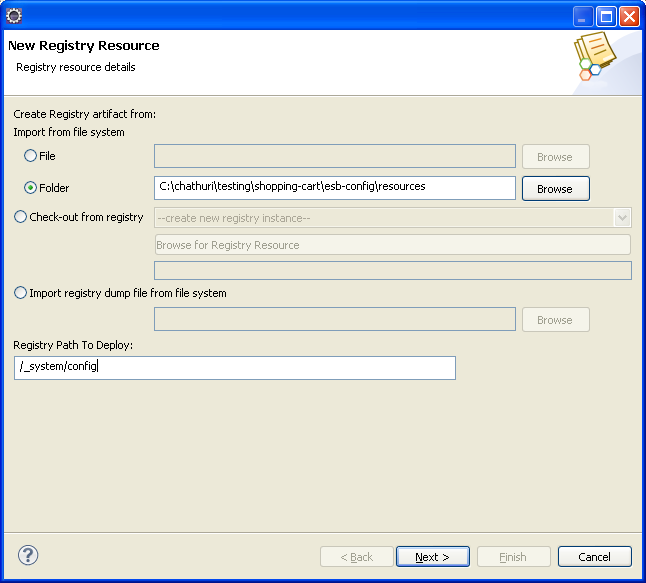 New Registry Resource
Registry resource details
Create Registry artifact from:
Import from file system
File
Browse
Folder
C:\chathuri\testing\shopping-cart\esb-config\resources
Browse
Check-out from registry
--create new registry instance--
Browse for Registry Resource
Import registry dump file from file system
Browse
Registry Path To Deploy:
/_system/config
?
< Back
Next >
Finish
Cancel